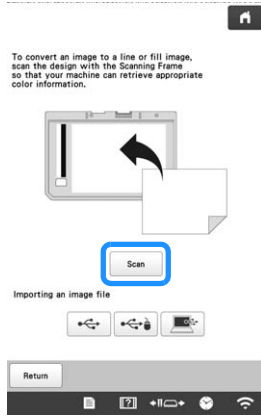 To convert an image to a line or fill image,
scan the design with the Scanning Frame
so that your machine can retrieve appropriate
color information.
Scan
Importing an image file
Return